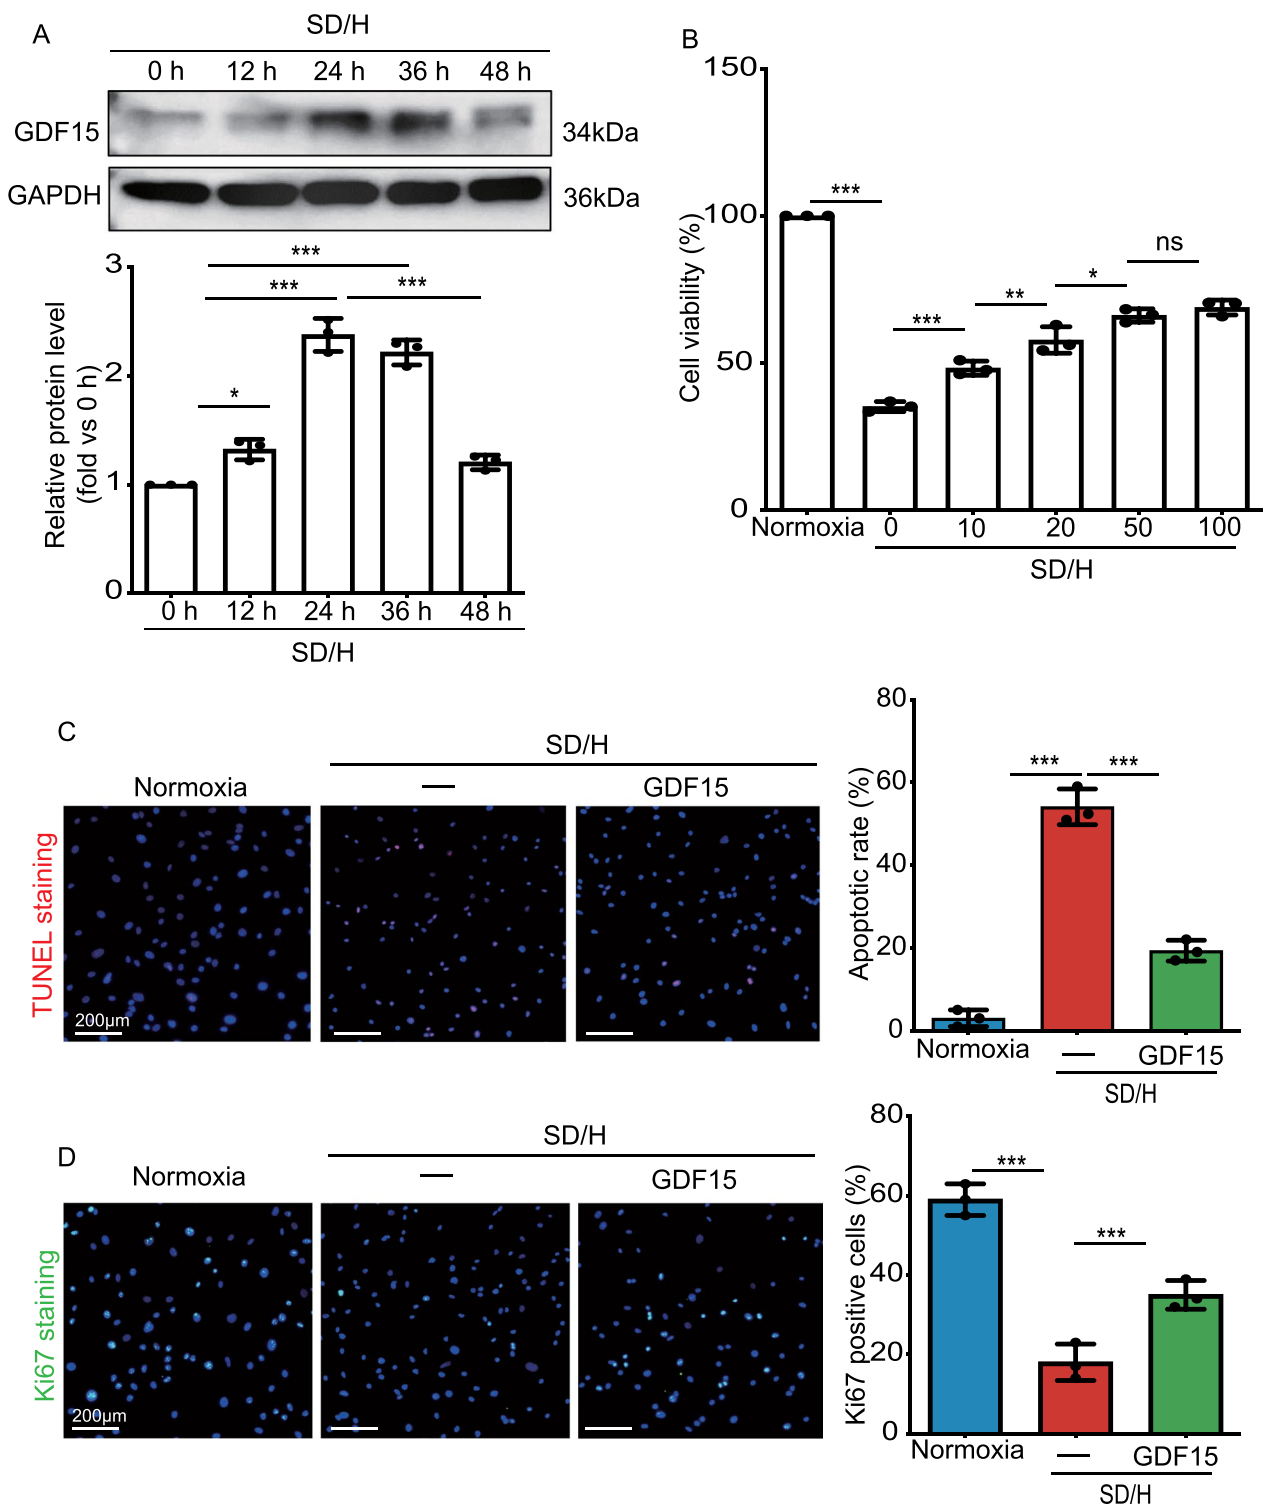 A
SD/H
0 h 12 h 24 h 36 h 48 h
GDF15
34kDa
GAPDH
36kDa
Relative protein level
(fold vs 0 h)
3
2
1
0
***
***
***
*
0 h 12 h 24 h 36 h 48 h
SD/H
B
Cell viability (%)
150
100
50
0
***
***
**
*
ns
Normoxia 0 10 20 50 100
SD/H
C
SD/H
Normoxia — GDF15
TUNEL staining
200μm
Apoptotic rate (%)
80
60
40
20
0
*** ***
Normoxia — GDF15
SD/H
D
SD/H
Normoxia — GDF15
Ki67 staining
200μm
Ki67 positive cells (%)
80
60
40
20
0
***
***
Normoxia — GDF15
SD/H